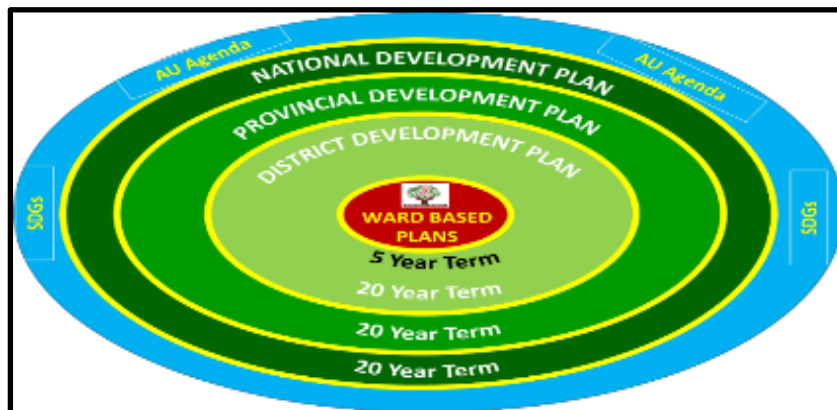 AU Agenda
AU Agenda
NATIONAL DEVELOPMENT PLAN
PROVINCIAL DEVELOPMENT PLAN
DISTRICT DEVELOPMENT PLAN
SDGs
SDGs
WARD BASED
PLANS
5 Year Term
20 Year Term
20 Year Term
20 Year Term